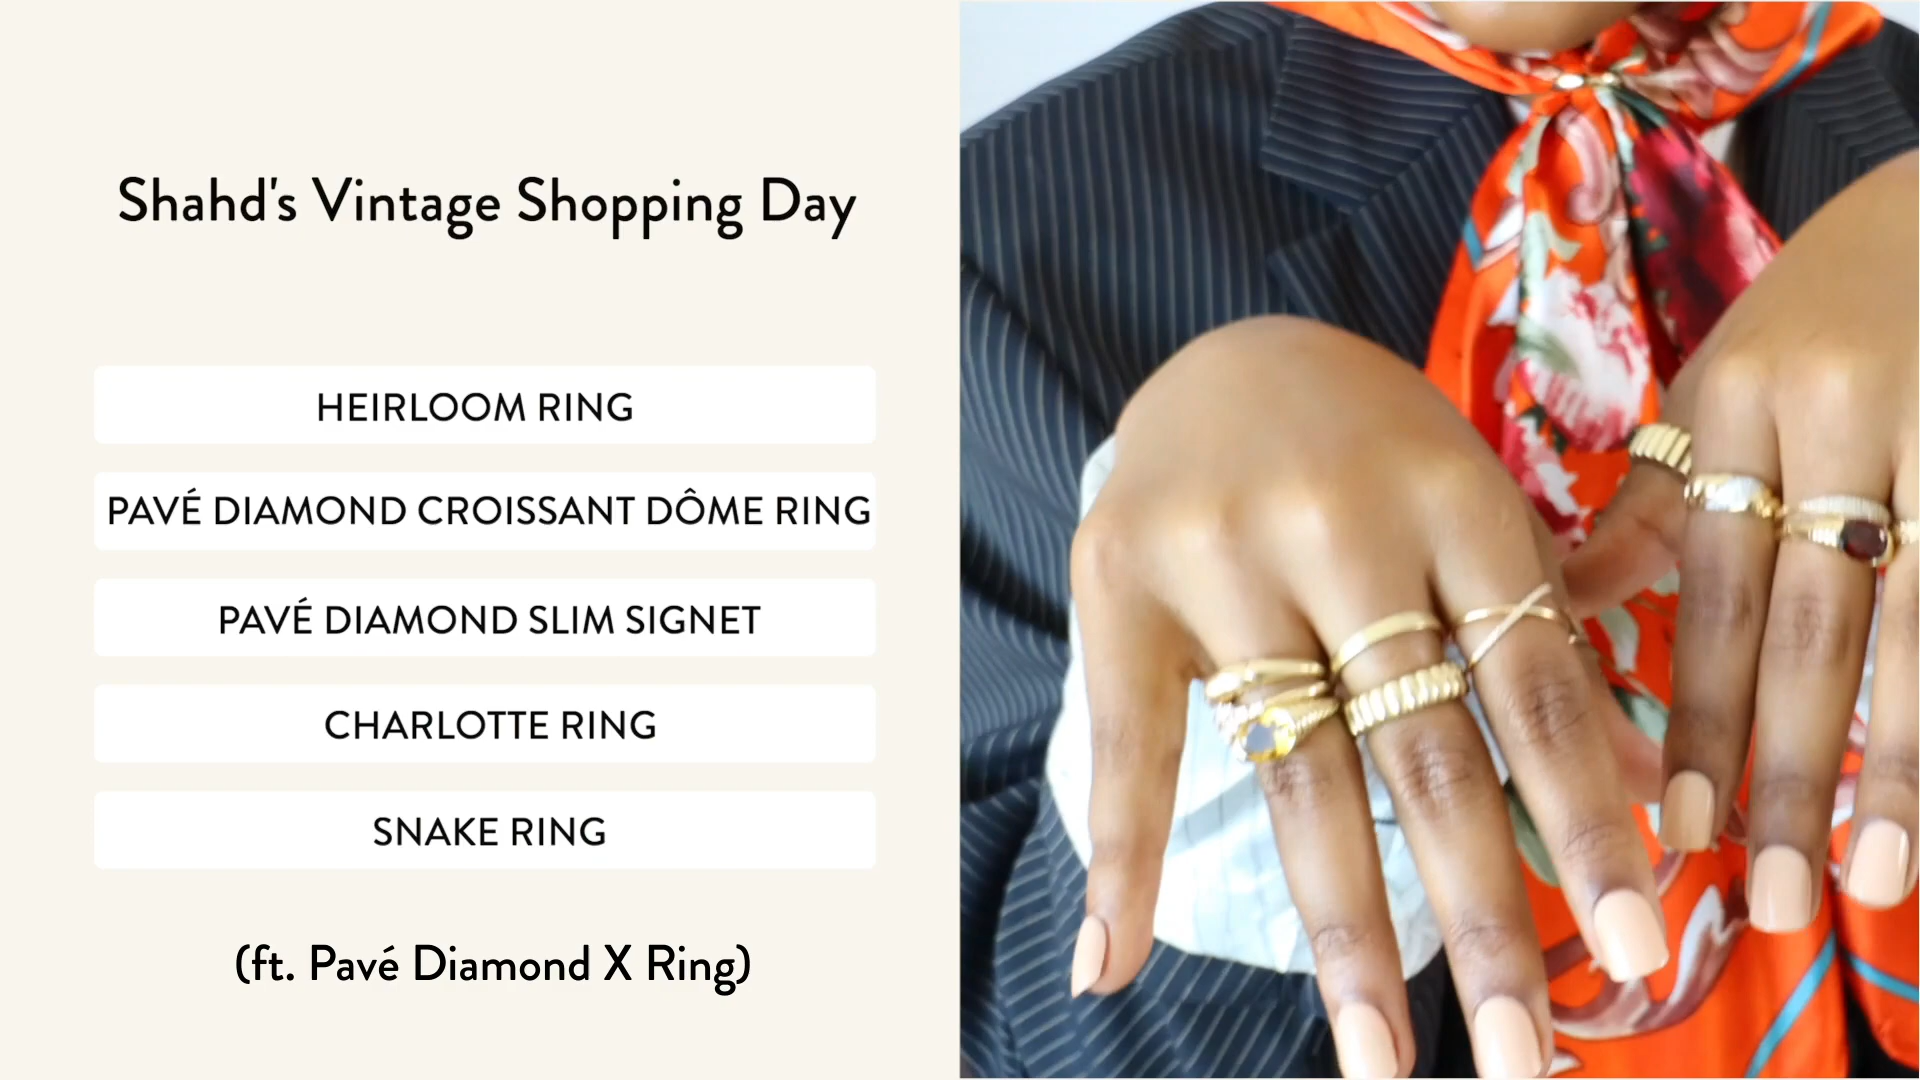 Shahd's Vintage Shopping Day
HEIRLOOM RING
PAVÉ DIAMOND CROISSANT DÔME RING
PAVÉ DIAMOND SLIM SIGNET
CHARLOTTE RING
SNAKE RING
(ft. Pavé Diamond X Ring)